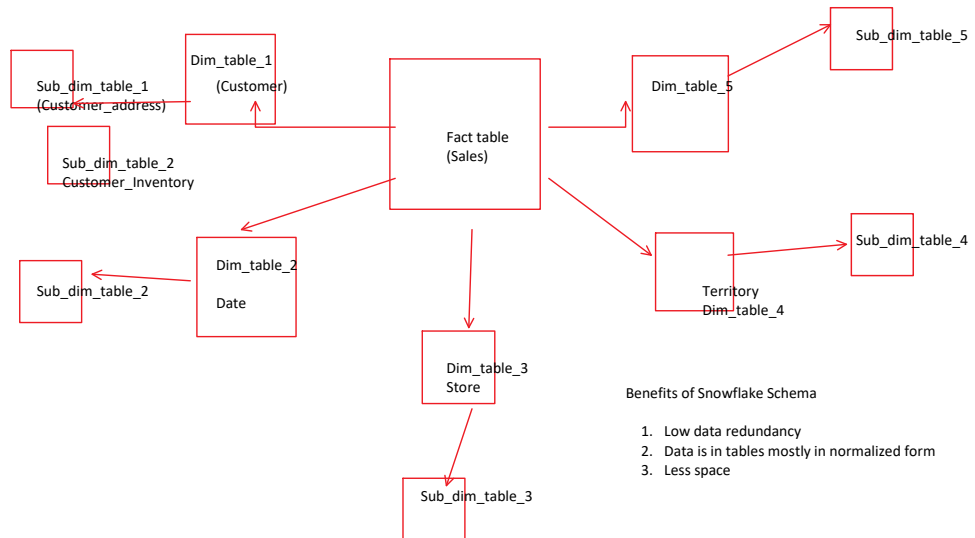 Sub_dim_table_5
Dim_table_1
(Customer)
Sub_dim_table_1
(Customer_address)
Dim_table_5
Fact table
(Sales)
Sub_dim_table_2
Customer_Inventory
Sub_dim_table_4
Dim_table_2
Date
Sub_dim_table_2
Territory
Dim_table_4
Dim_table_3
Store
Benefits of Snowflake Schema
1. Low data redundancy
2. Data is in tables mostly in normalized form
3. Less space
Sub_dim_table_3